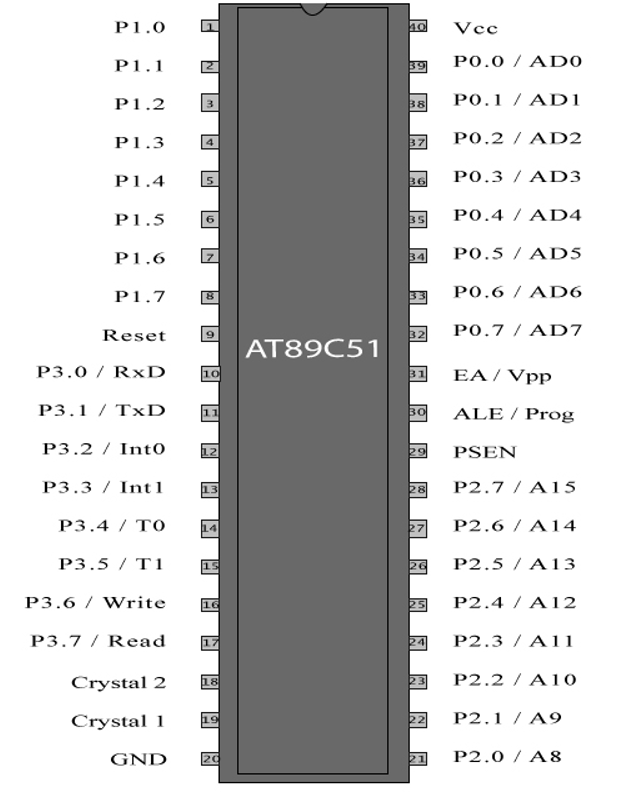 P1.0 1 40 Vcc
P1.1 2 39 P0.0 / AD0
P1.2 3 38 P0.1 / AD1
P1.3 4 37 P0.2 / AD2
P1.4 5 36 P0.3 / AD3
P1.5 6 35 P0.4 / AD4
P1.6 7 34 P0.5 / AD5
P1.7 8 33 P0.6 / AD6
Reset 9 32 P0.7 / AD7
AT89C51
P3.0 / RxD 10 31 EA / Vpp
P3.1 / TxD 11 30 ALE / Prog
P3.2 / Int0 12 29 PSEN
P3.3 / Int1 13 28 P2.7 / A15
P3.4 / T0 14 27 P2.6 / A14
P3.5 / T1 15 26 P2.5 / A13
P3.6 / Write 16 25 P2.4 / A12
P3.7 / Read 17 24 P2.3 / A11
Crystal 2 18 23 P2.2 / A10
Crystal 1 19 22 P2.1 / A9
GND 20 21 P2.0 / A8